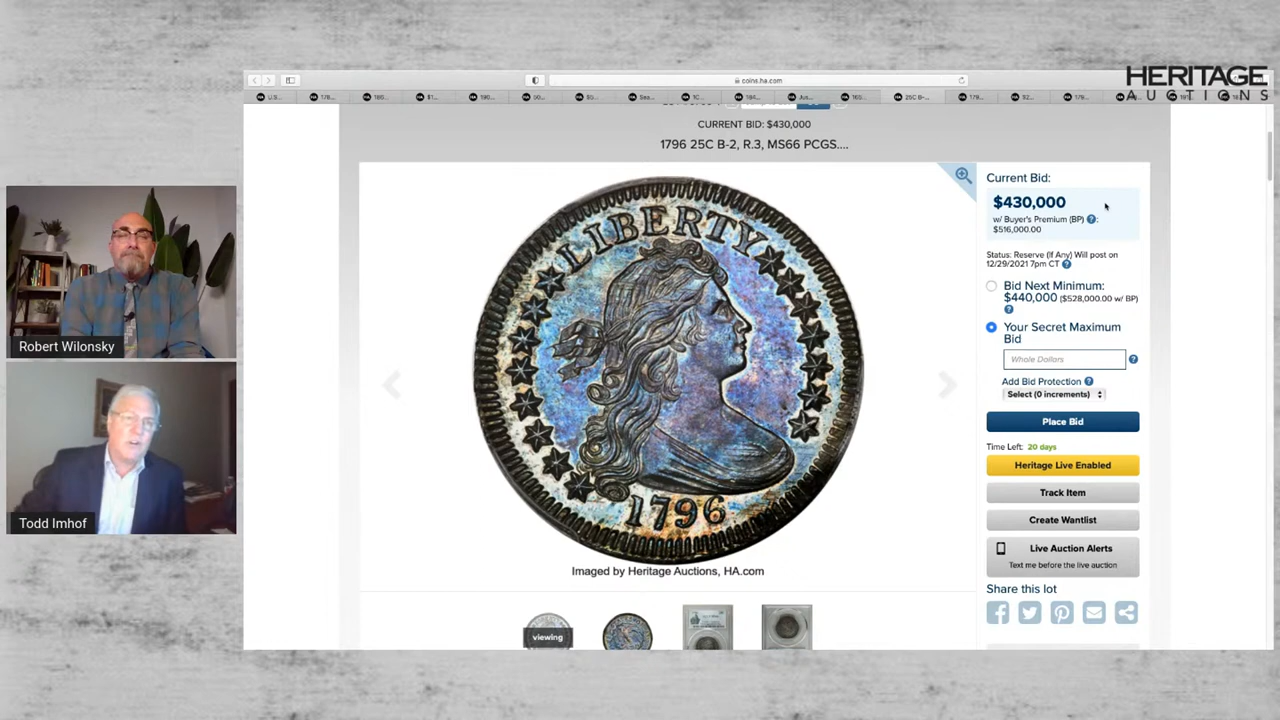 HERITAGE
AUCTIONS
coins.ha.com
CURRENT BID: $430,000
1796 25C B-2, R.3, MS66 PCGS....
LIBERTY
1796
Imaged by Heritage Auctions, HA.com
viewing
Current Bid:
$430,000
w/ Buyer's Premium (BP) ?:
$516,000.00
Status: Reserve (If Any) Will post on
12/29/2021 7pm CT ?
Bid Next Minimum:
$440,000 ($528,000.00 w/ BP)
?
Your Secret Maximum
Bid
Whole Dollars ?
Add Bid Protection ?
Select (0 increments)
Place Bid
Time Left: 20 days
Heritage Live Enabled
Track Item
Create Wantlist
Live Auction Alerts
Text me before the live auction
Share this lot
Robert Wilonsky
Todd Imhof